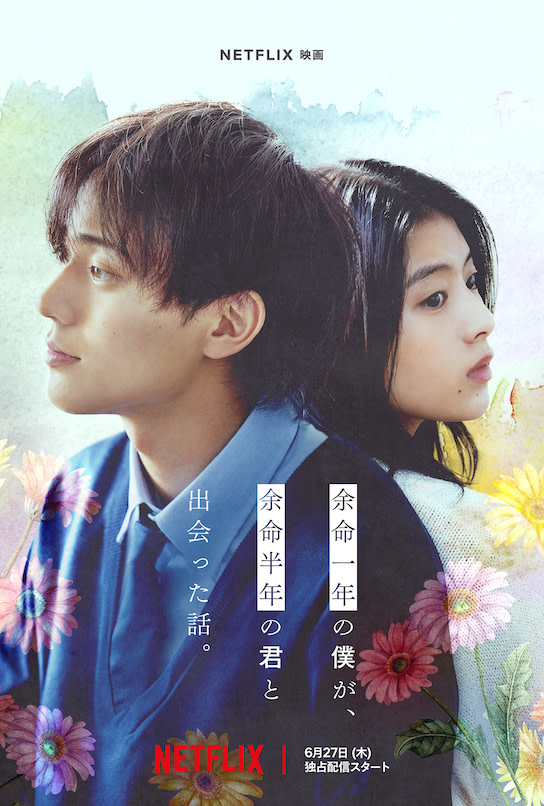 NETFLIX 映画
余命一年の僕が、
余命半年の君と
出会った話。
NETFLIX
6月27日 (木)
独占配信スタート